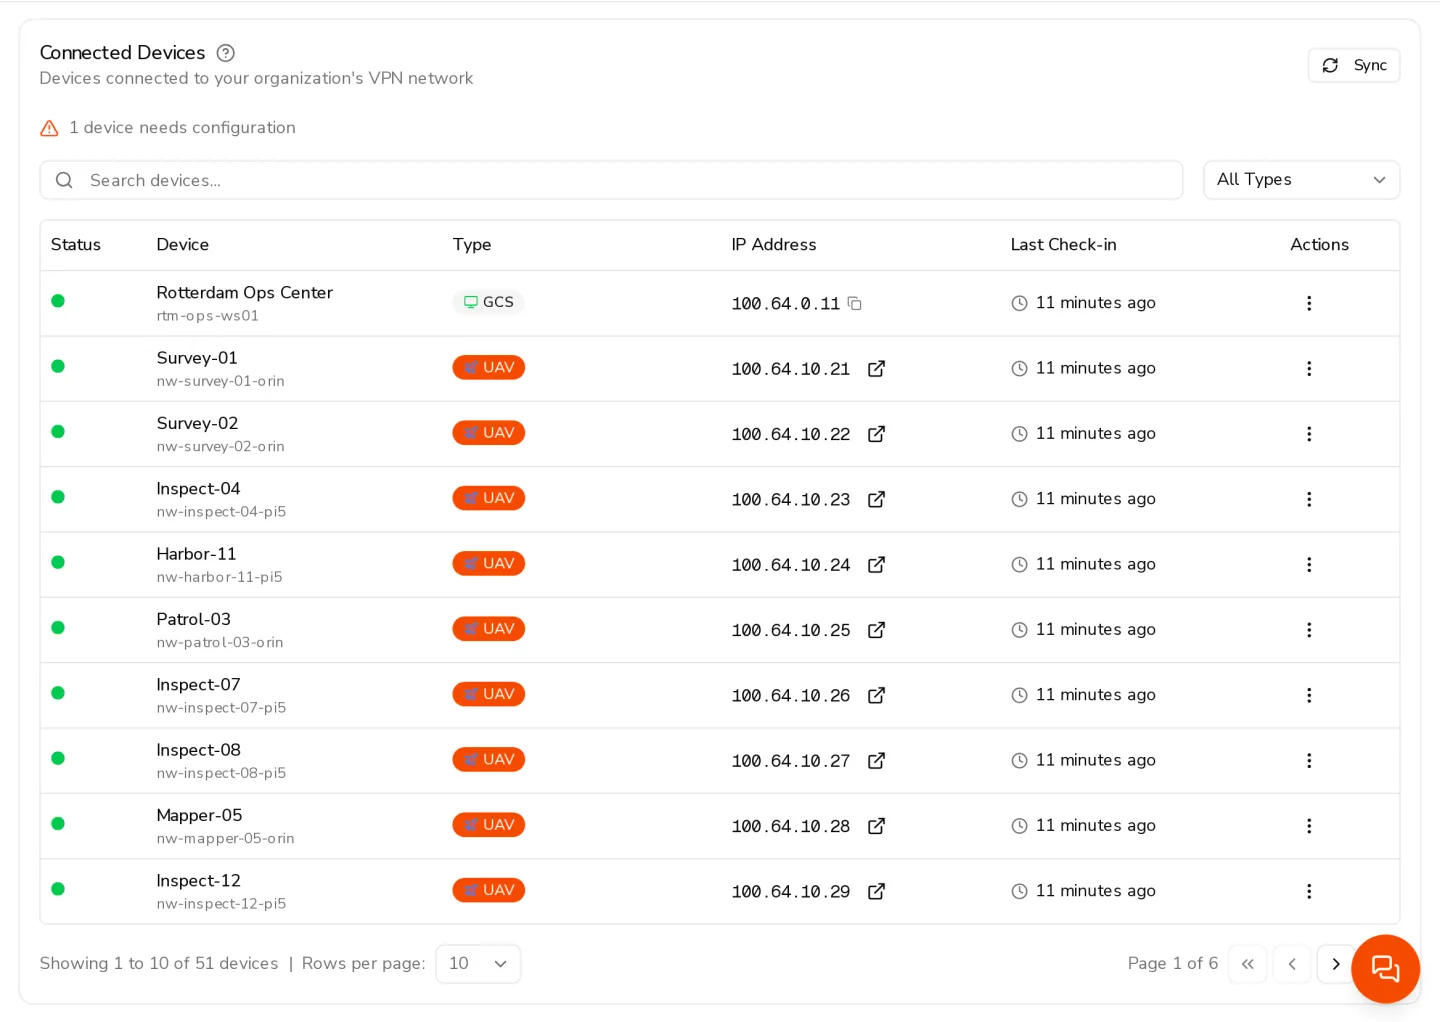 Connected Devices
Devices connected to your organization's VPN network
Sync
1 device needs configuration
Search devices...
All Types
Status Device Type IP Address Last Check-in Actions
Rotterdam Ops Center
rtm-ops-ws01
GCS 100.64.0.11 11 minutes ago
Survey-01
nw-survey-01-orin
UAV 100.64.10.21 11 minutes ago
Survey-02
nw-survey-02-orin
UAV 100.64.10.22 11 minutes ago
Inspect-04
nw-inspect-04-pi5
UAV 100.64.10.23 11 minutes ago
Harbor-11
nw-harbor-11-pi5
UAV 100.64.10.24 11 minutes ago
Patrol-03
nw-patrol-03-orin
UAV 100.64.10.25 11 minutes ago
Inspect-07
nw-inspect-07-pi5
UAV 100.64.10.26 11 minutes ago
Inspect-08
nw-inspect-08-pi5
UAV 100.64.10.27 11 minutes ago
Mapper-05
nw-mapper-05-orin
UAV 100.64.10.28 11 minutes ago
Inspect-12
nw-inspect-12-pi5
UAV 100.64.10.29 11 minutes ago
Showing 1 to 10 of 51 devices | Rows per page: 10
Page 1 of 6